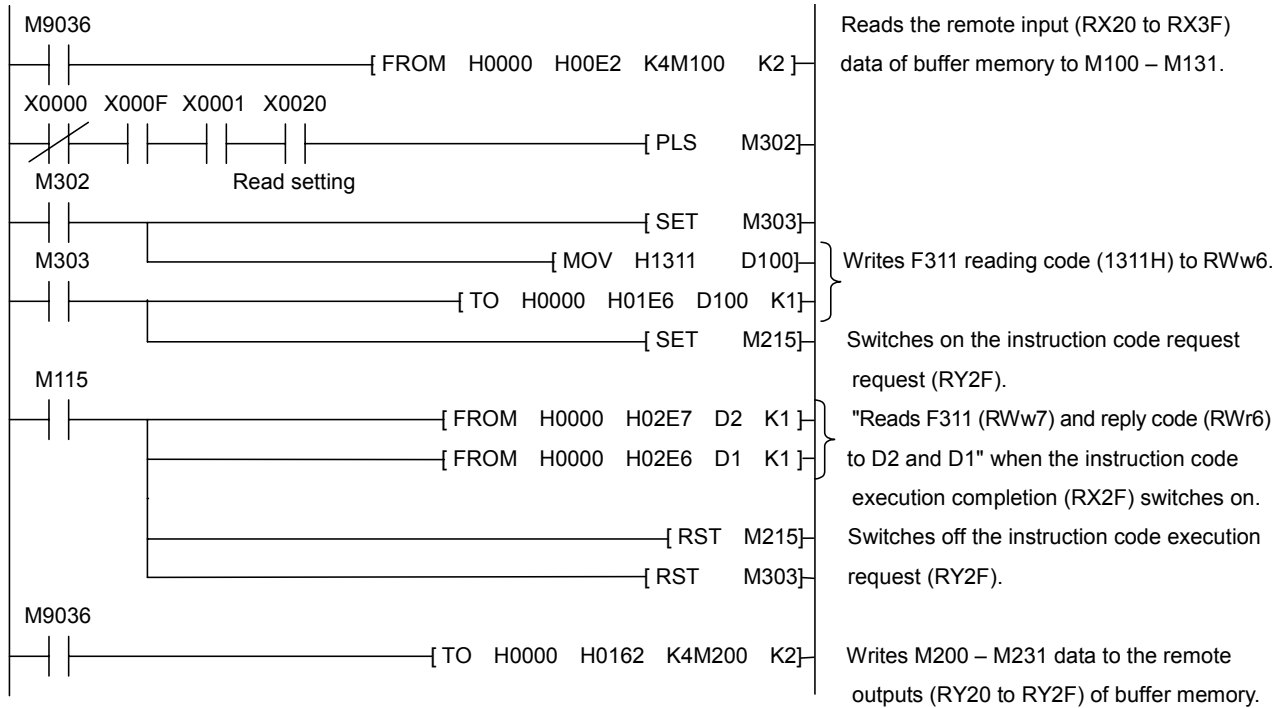 M9036
Reads the remote input (RX20 to RX3F)
[ FROM H0000 H00E2 K4M100 K2 ]
data of buffer memory to M100 – M131.
X0000 X000F X0001 X0020
[ PLS M302]
M302 Read setting
[ SET M303]
M303
[ MOV H1311 D100]
Writes F311 reading code (1311H) to RWw6.
[ TO H0000 H01E6 D100 K1]
[ SET M215]
Switches on the instruction code request
request (RY2F).
M115
[ FROM H0000 H02E7 D2 K1 ]
"Reads F311 (RWw7) and reply code (RWr6)
[ FROM H0000 H02E6 D1 K1 ]
to D2 and D1" when the instruction code
execution completion (RX2F) switches on.
[ RST M215]
Switches off the instruction code execution
[ RST M303]
request (RY2F).
M9036
[ TO H0000 H0162 K4M200 K2]
Writes M200 – M231 data to the remote
outputs (RY20 to RY2F) of buffer memory.